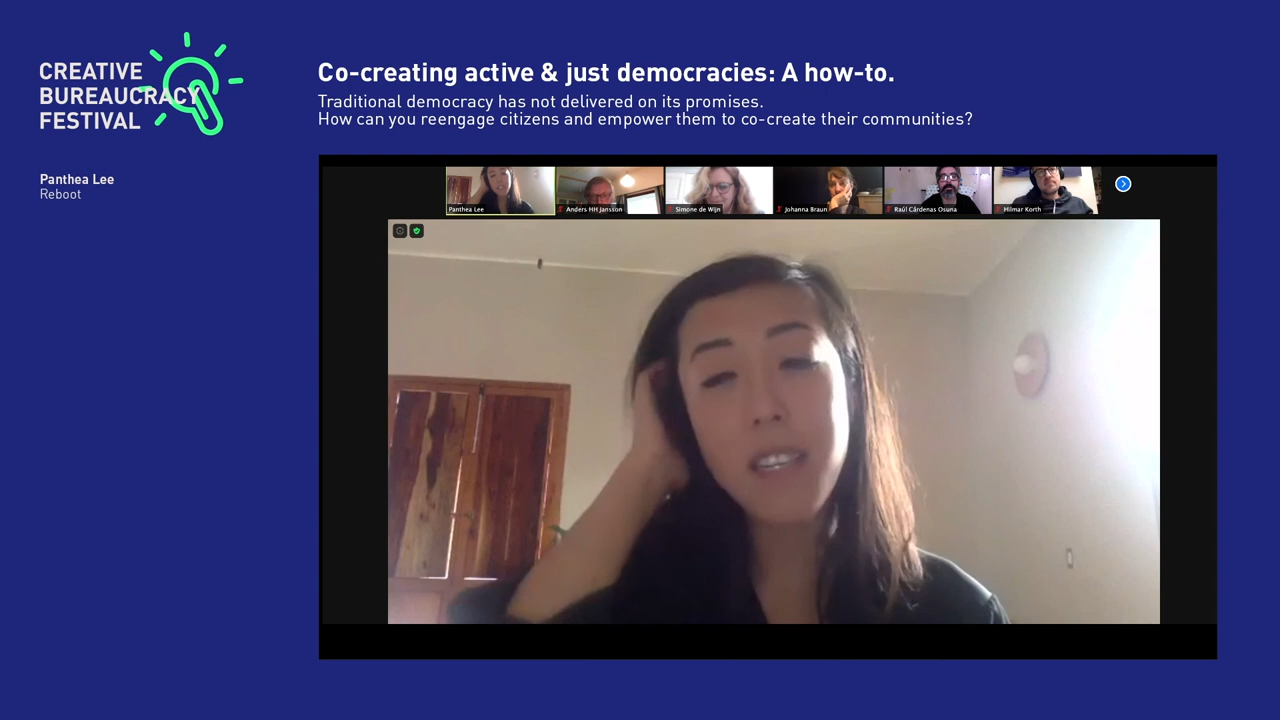 CREATIVE
BUREAUCRACY
FESTIVAL
Panthea Lee
Reboot
Co-creating active & just democracies: A how-to.
Traditional democracy has not delivered on its promises.
How can you reengage citizens and empower them to co-create their communities?
Panthea Lee
Anders HH Jansson
Simone de Wijn
Johanna Braun
Raúl Cárdenas Osuna
Hilmar Korth